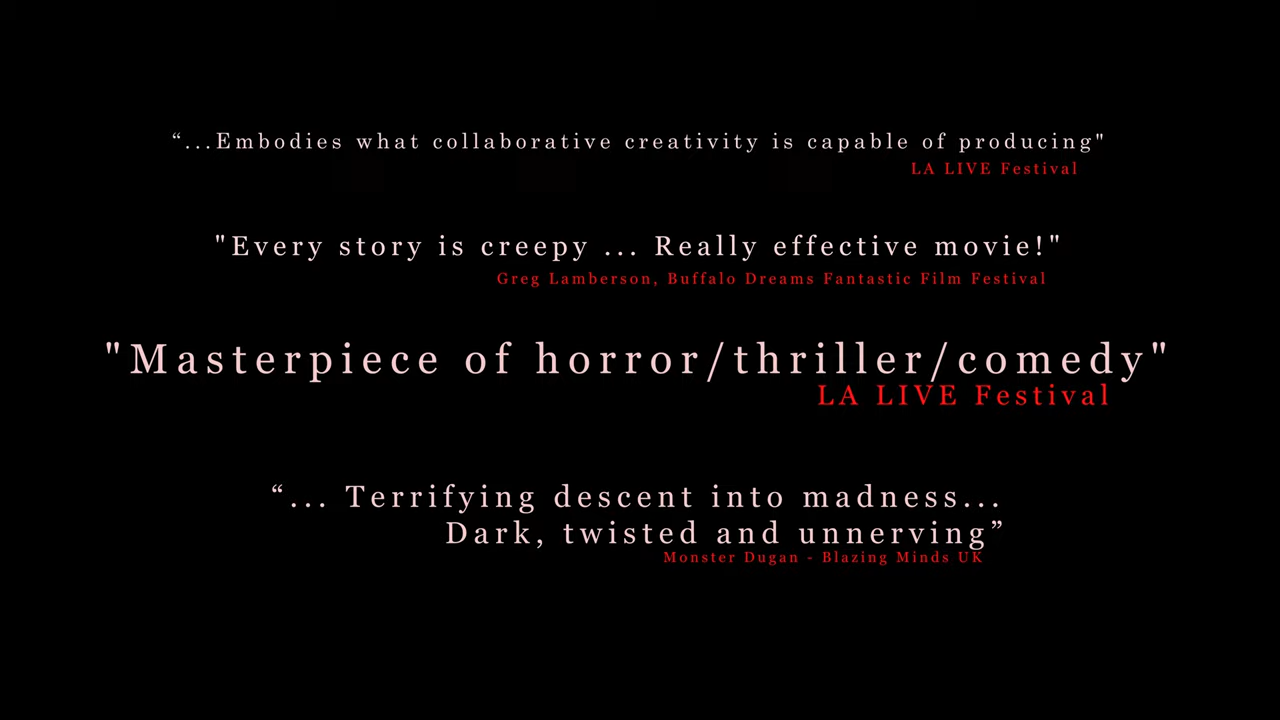 “...Embodies what collaborative creativity is capable of producing"
LA LIVE Festival
"Every story is creepy ... Really effective movie!"
Greg Lamberson, Buffalo Dreams Fantastic Film Festival
"Masterpiece of horror/thriller/comedy"
LA LIVE Festival
“... Terrifying descent into madness...
Dark, twisted and unnerving”
Monster Dugan - Blazing Minds UK